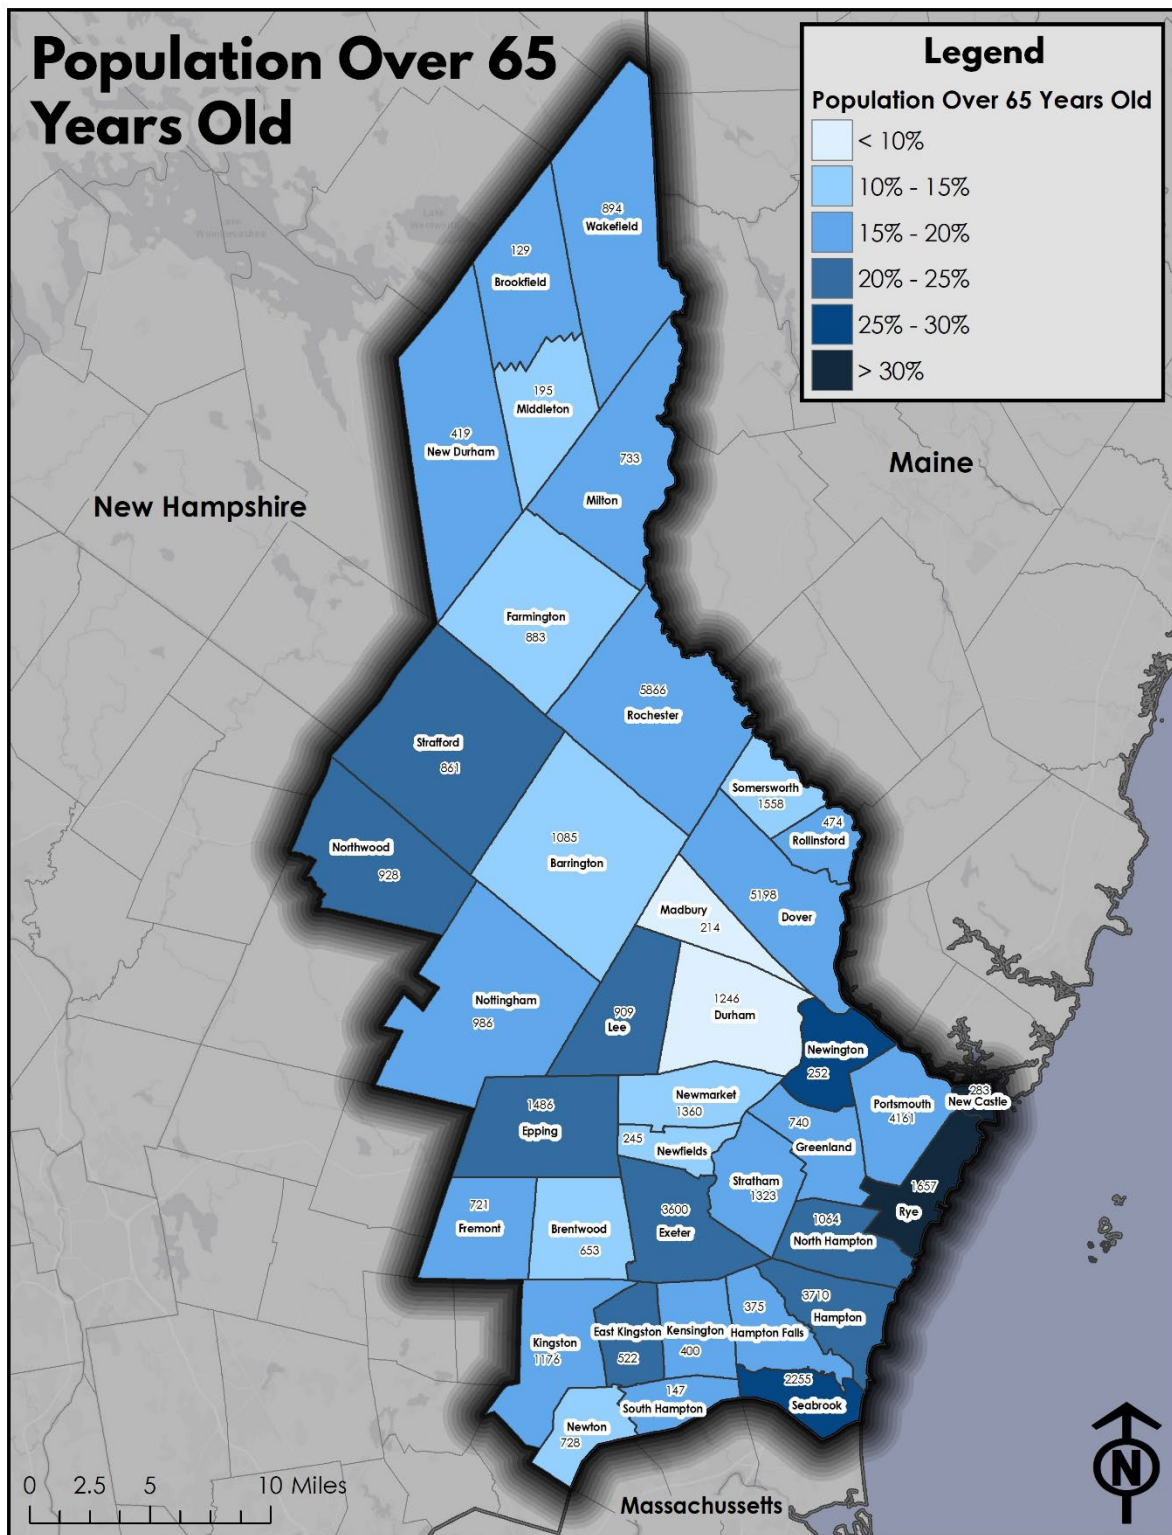 Population Over 65
Years Old
Legend
Population Over 65 Years Old
< 10%
10% - 15%
15% - 20%
20% - 25%
25% - 30%
> 30%
894
Wakefield
129
Brookfield
195
Middleton
419
New Durham
733
Milton
Maine
New Hampshire
Farmington
883
5866
Rochester
Strafford
861
Somersworth
1558
474
Rollinsford
Northwood
928
1085
Barrington
5198
Dover
Madbury
214
Nottingham
986
909
Lee
1246
Durham
Newington
252
283
New Castle
Portsmouth
4161
Newmarket
1360
1486
Epping
740
Greenland
245
Newfields
Stratham
1323
1657
Rye
721
Fremont
Brentwood
653
3600
Exeter
1064
North Hampton
3710
Hampton
375
Hampton Falls
Kingston
1176
East Kingston
522
Kensington
400
147
South Hampton
2255
Seabrook
Newton
728
0 2.5 5 10 Miles
Massachussetts
N